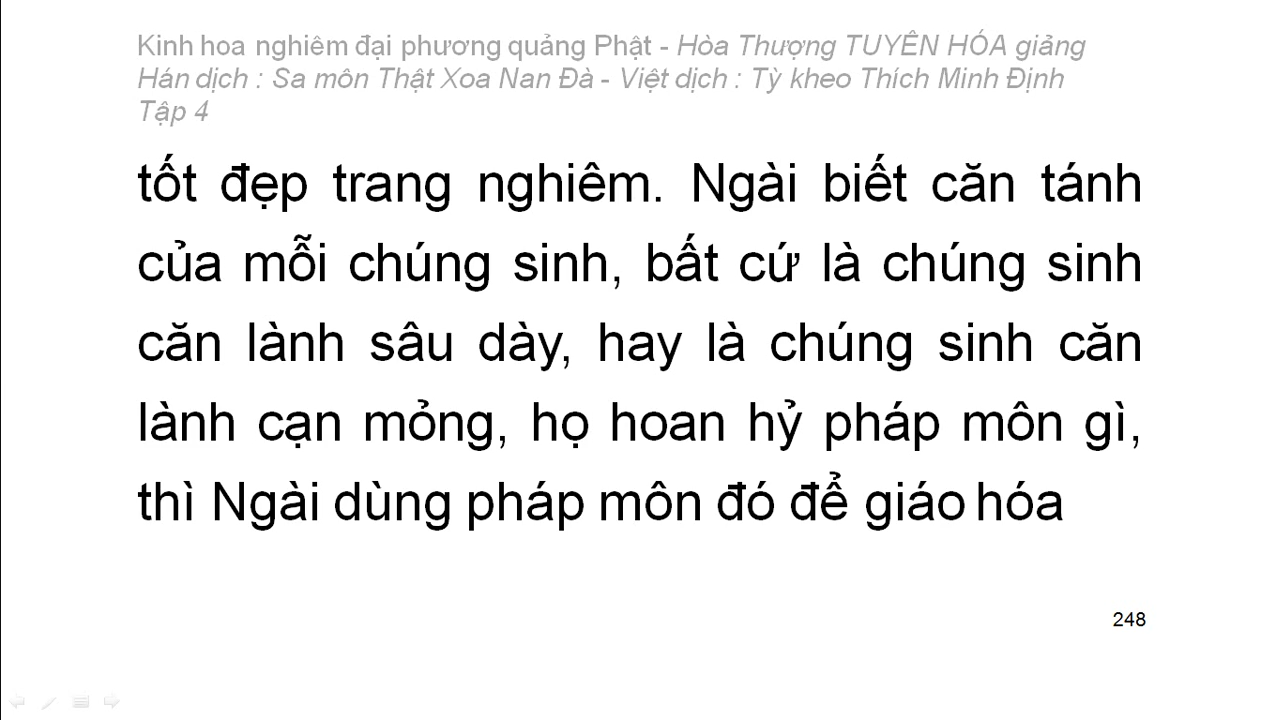 Kinh hoa nghiêm đại phương quảng Phật - Hòa Thượng TUYÊN HÓA giảng
Hán dịch : Sa môn Thật Xoa Nan Đà - Việt dịch : Tỳ kheo Thích Minh Định
Tập 4
tốt đẹp trang nghiêm. Ngài biết căn tánh
của mỗi chúng sinh, bất cứ là chúng sinh
căn lành sâu dày, hay là chúng sinh căn
lành cạn mỏng, họ hoan hỷ pháp môn gì,
thì Ngài dùng pháp môn đó để giáo hóa
248